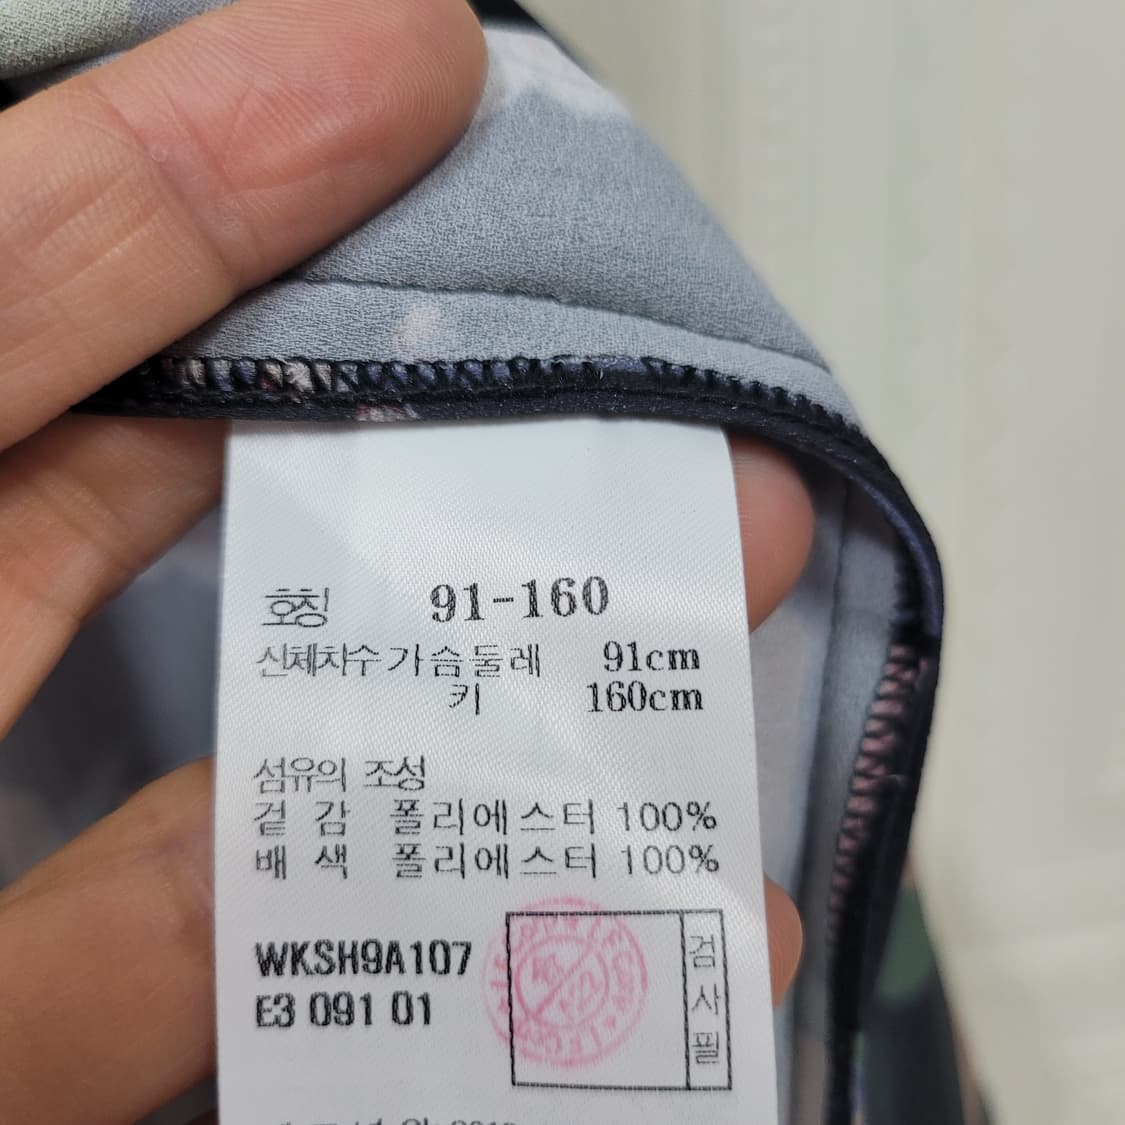 호칭 91-160
신체치수 가슴둘레 91cm
키 160cm
섬유의 조성
겉 감 폴리에스터 100%
배 색 폴리에스터 100%
WKSH9A107
E3 091 01
검사필